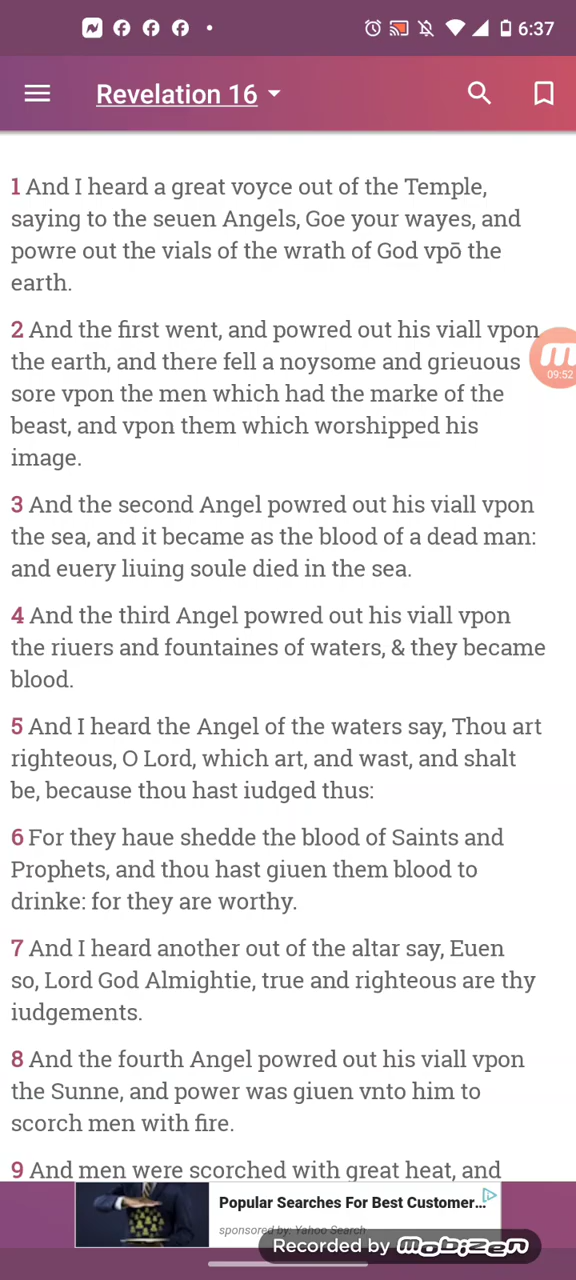 6:37
Revelation 16
1 And I heard a great voyce out of the Temple,
saying to the seuen Angels, Goe your wayes, and
powre out the vials of the wrath of God vpō the
earth.
2 And the first went, and powred out his viall vpon
the earth, and there fell a noysome and grieuous
sore vpon the men which had the marke of the
beast, and vpon them which worshipped his
image.
09:52
3 And the second Angel powred out his viall vpon
the sea, and it became as the blood of a dead man:
and euery liuing soule died in the sea.
4 And the third Angel powred out his viall vpon
the riuers and fountaines of waters, & they became
blood.
5 And I heard the Angel of the waters say, Thou art
righteous, O Lord, which art, and wast, and shalt
be, because thou hast iudged thus:
6 For they haue shedde the blood of Saints and
Prophets, and thou hast giuen them blood to
drinke: for they are worthy.
7 And I heard another out of the altar say, Euen
so, Lord God Almightie, true and righteous are thy
iudgements.
8 And the fourth Angel powred out his viall vpon
the Sunne, and power was giuen vnto him to
scorch men with fire.
9 And men were scorched with great heat, and
Popular Searches For Best Customer...
sponsored by: Yahoo Search
Recorded by mobizen